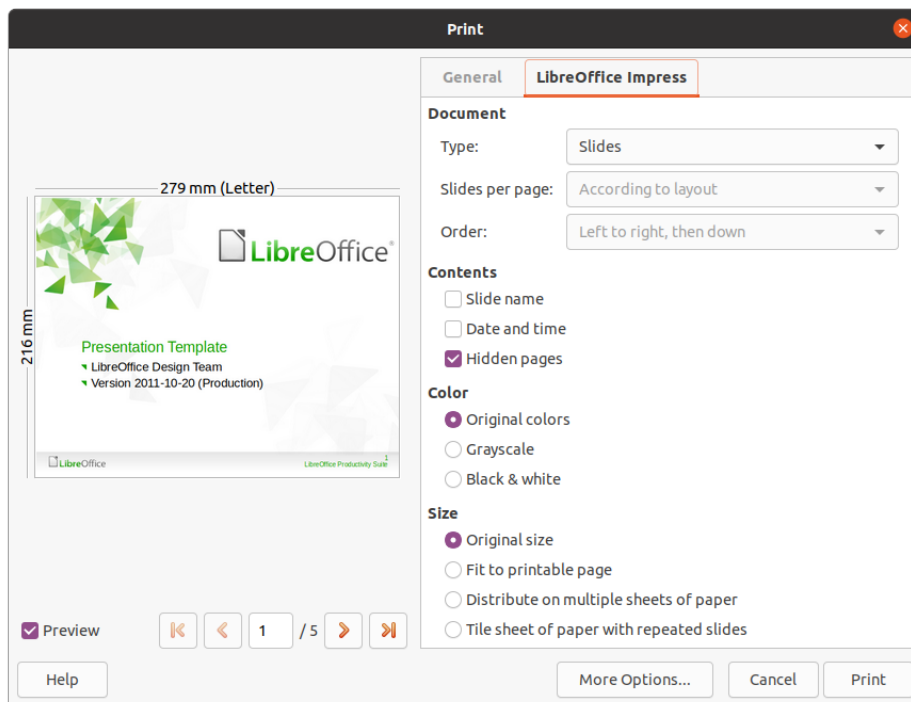 Print
General
LibreOffice Impress
Document
Type:
Slides
Slides per page:
According to layout
Order:
Left to right, then down
Contents
Slide name
Date and time
Hidden pages
Color
Original colors
Grayscale
Black & white
Size
Original size
Fit to printable page
Distribute on multiple sheets of paper
Tile sheet of paper with repeated slides
279 mm (Letter)
216 mm
LibreOffice®
Presentation Template
LibreOffice Design Team
Version 2011-10-20 (Production)
LibreOffice
1
LibreOffice Productivity Suite
Preview
1
/ 5
Help
More Options...
Cancel
Print